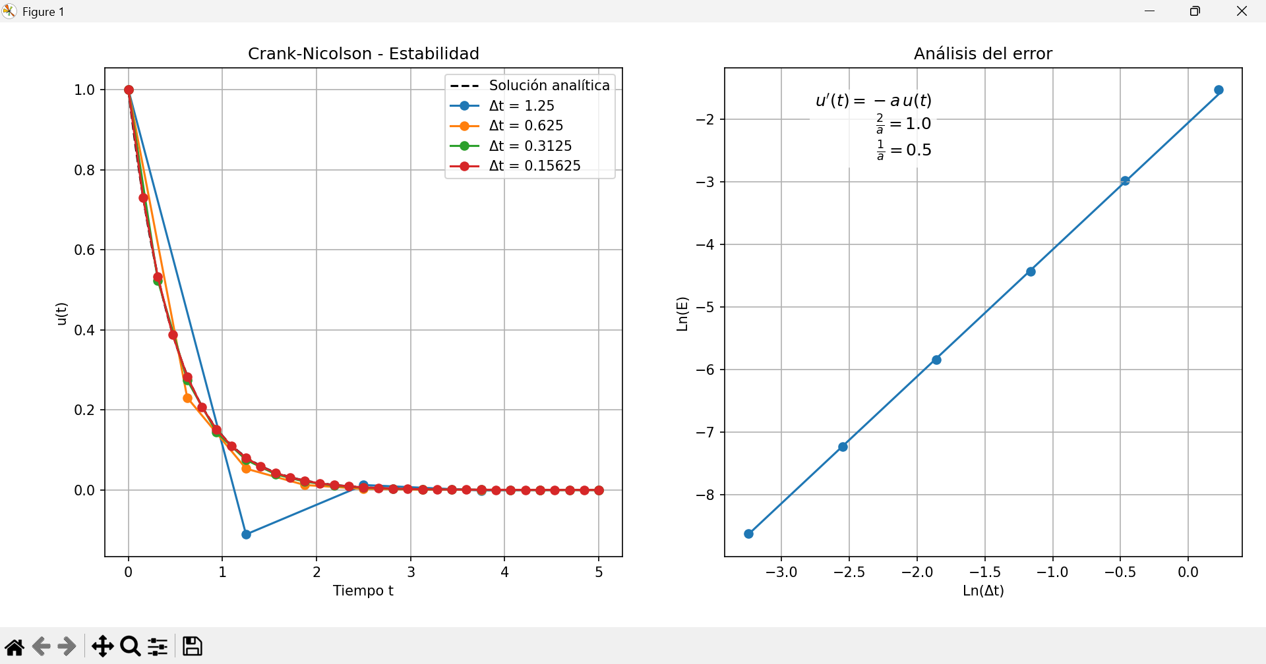 Figure 1
Crank-Nicolson - Estabilidad
Solución analítica
Δt = 1.25
Δt = 0.625
Δt = 0.3125
Δt = 0.15625
1.0
0.8
0.6
0.4
0.2
0.0
u(t)
0 1 2 3 4 5
Tiempo t
Análisis del error
u′(t) = −a u(t)
2/a = 1.0
1/a = 0.5
−2
−3
−4
−5
−6
−7
−8
Ln(E)
−3.0 −2.5 −2.0 −1.5 −1.0 −0.5 0.0
Ln(Δt)